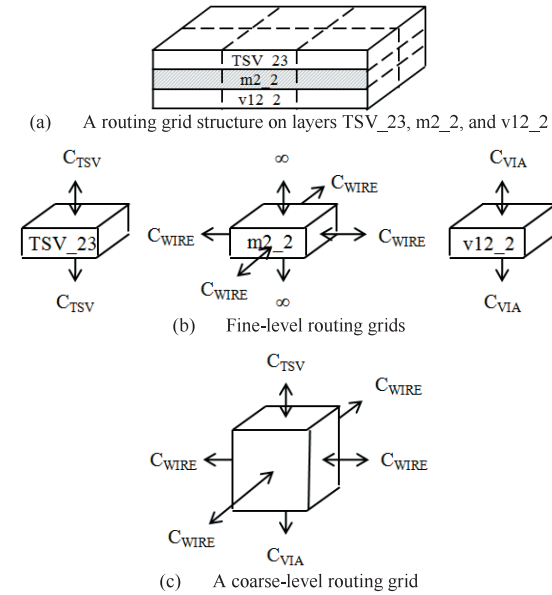 TSV_23
m2_2
v12_2
(a) A routing grid structure on layers TSV_23, m2_2, and v12_2
C_TSV ∞ C_WIRE C_VIA
TSV_23 C_WIRE m2_2 C_WIRE v12_2
C_TSV C_WIRE ∞ C_VIA
(b) Fine-level routing grids
C_TSV
C_WIRE
C_WIRE C_WIRE
C_WIRE
C_VIA
(c) A coarse-level routing grid